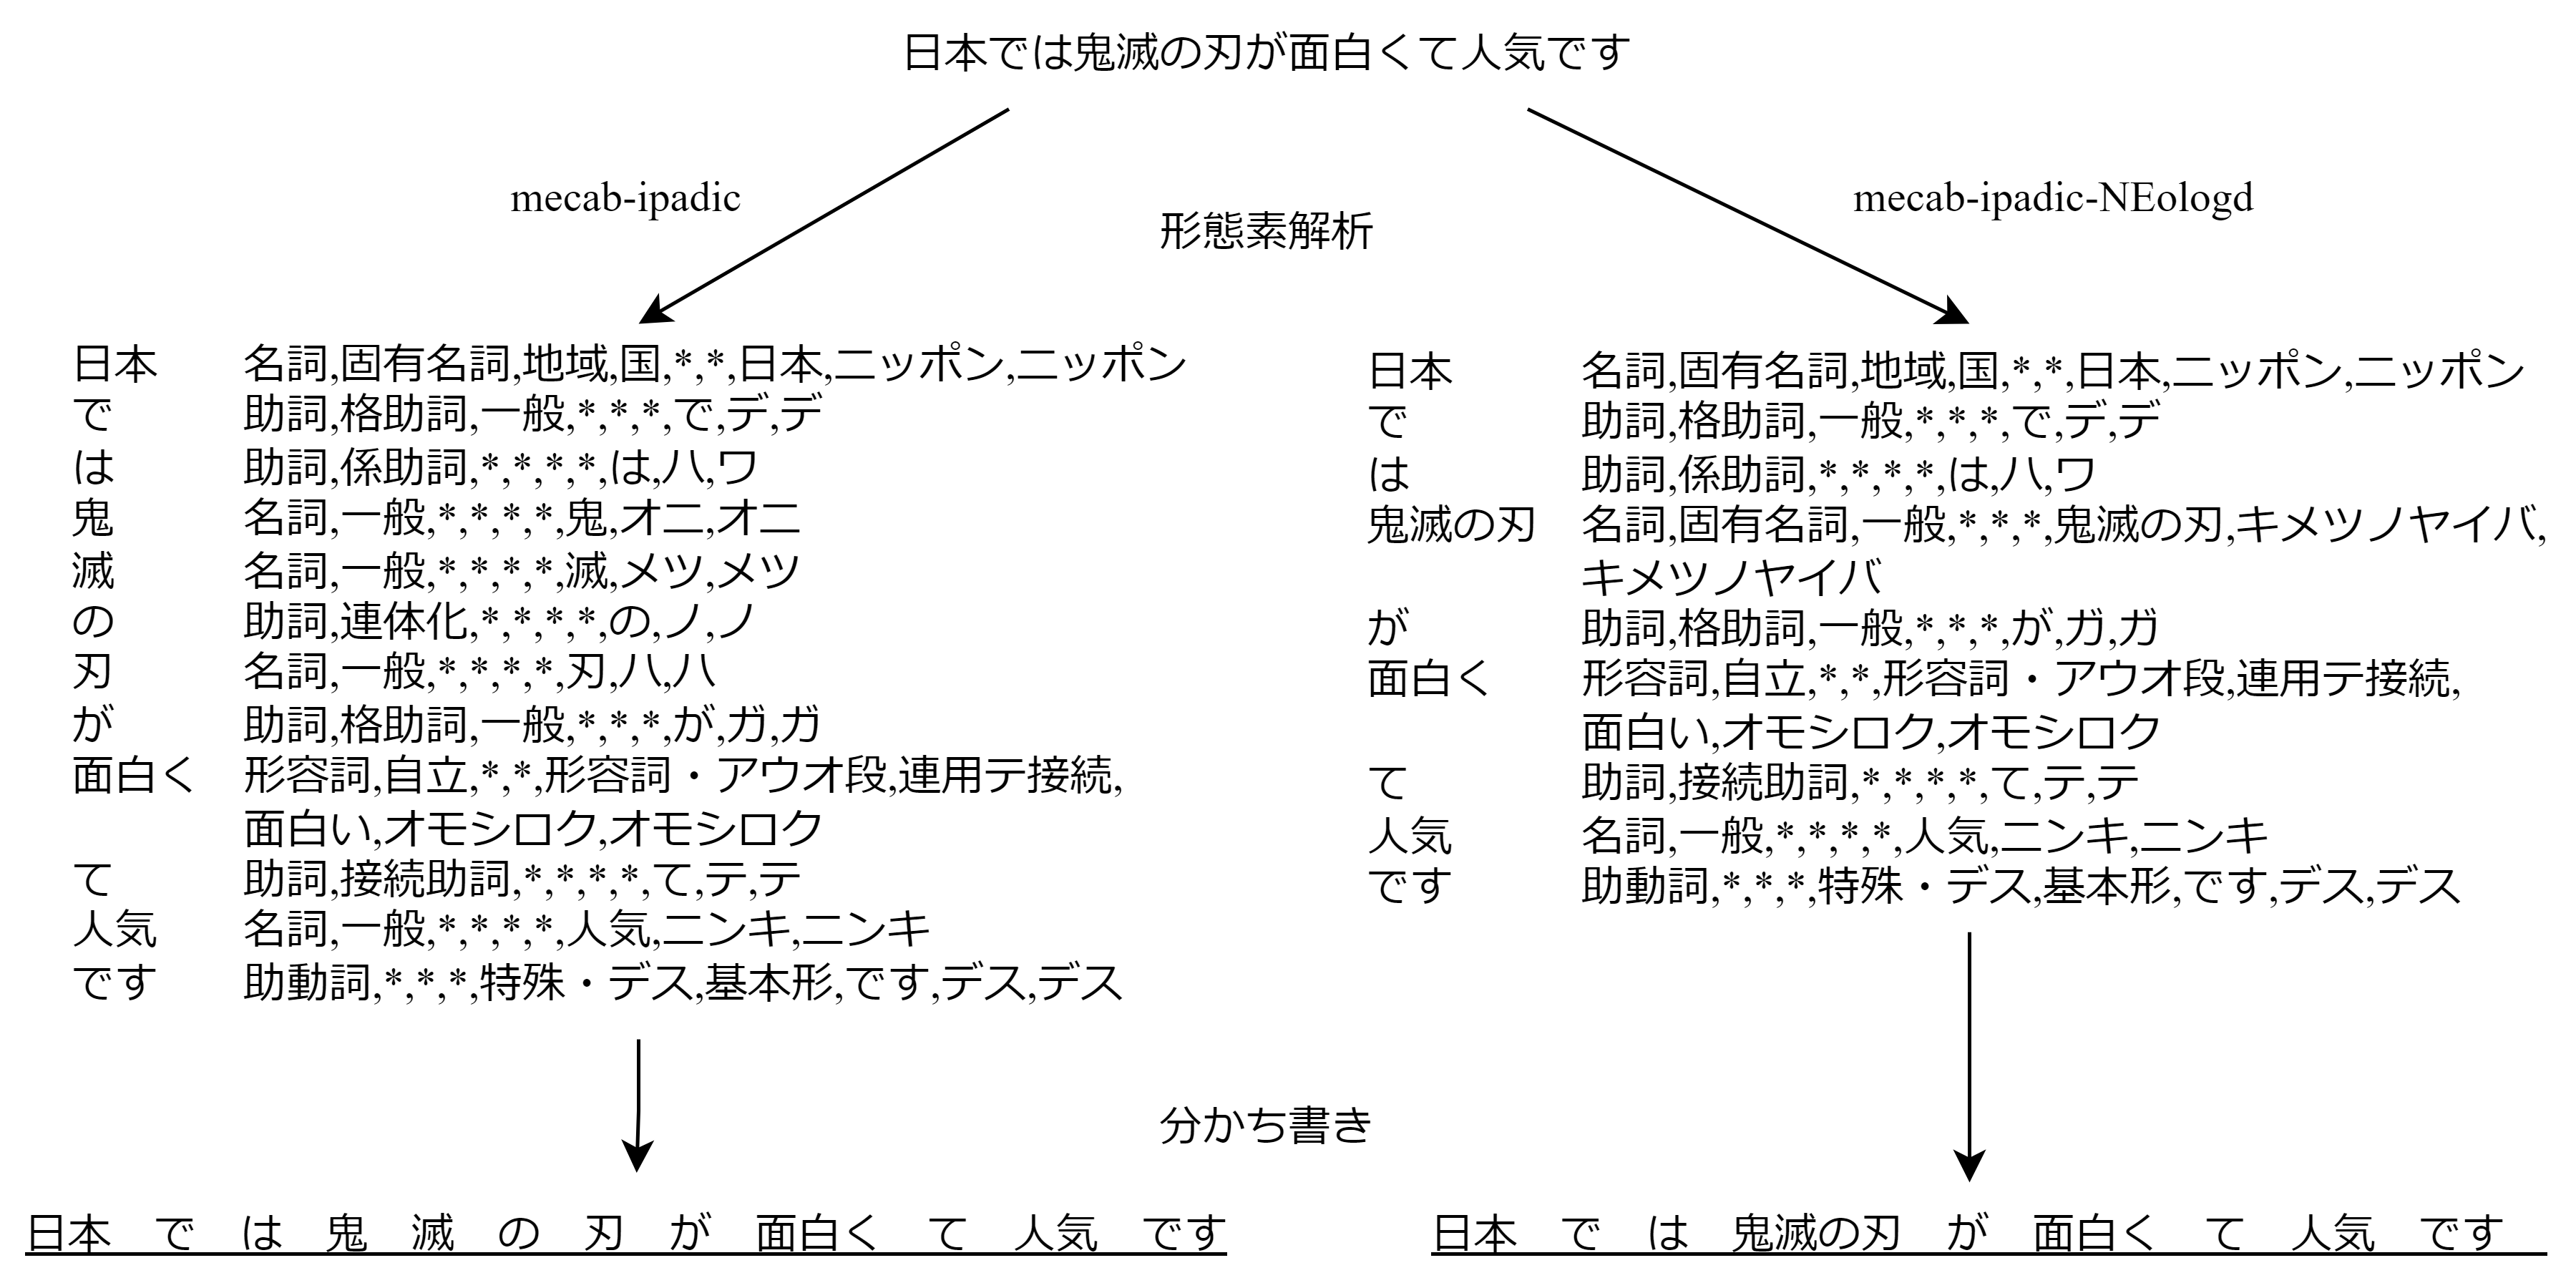 日本では鬼滅の刃が面白くて人気です
mecab-ipadic
mecab-ipadic-NEologd
形態素解析
日本 名詞,固有名詞,地域,国,*,*,日本,ニッポン,ニッポン
で 助詞,格助詞,一般,*,*,*,で,デ,デ
は 助詞,係助詞,*,*,*,*,は,ハ,ワ
鬼 名詞,一般,*,*,*,*,鬼,オニ,オニ
滅 名詞,一般,*,*,*,*,滅,メツ,メツ
の 助詞,連体化,*,*,*,*,の,ノ,ノ
刃 名詞,一般,*,*,*,*,刃,ハ,ハ
が 助詞,格助詞,一般,*,*,*,が,ガ,ガ
面白く 形容詞,自立,*,*,形容詞・アウオ段,連用テ接続,
面白い,オモシロク,オモシロク
て 助詞,接続助詞,*,*,*,*,て,テ,テ
人気 名詞,一般,*,*,*,*,人気,ニンキ,ニンキ
です 助動詞,*,*,*,特殊・デス,基本形,です,デス,デス
日本 名詞,固有名詞,地域,国,*,*,日本,ニッポン,ニッポン
で 助詞,格助詞,一般,*,*,*,で,デ,デ
は 助詞,係助詞,*,*,*,*,は,ハ,ワ
鬼滅の刃 名詞,固有名詞,一般,*,*,*,鬼滅の刃,キメツノヤイバ,
キメツノヤイバ
が 助詞,格助詞,一般,*,*,*,が,ガ,ガ
面白く 形容詞,自立,*,*,形容詞・アウオ段,連用テ接続,
面白い,オモシロク,オモシロク
て 助詞,接続助詞,*,*,*,*,て,テ,テ
人気 名詞,一般,*,*,*,*,人気,ニンキ,ニンキ
です 助動詞,*,*,*,特殊・デス,基本形,です,デス,デス
分かち書き
日本 で は 鬼 滅 の 刃 が 面白く て 人気 です
日本 で は 鬼滅の刃 が 面白く て 人気 です